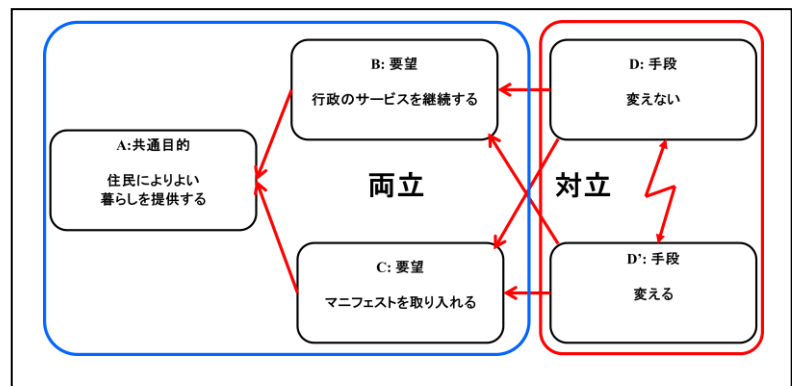 B: 要望
行政のサービスを継続する
D: 手段
変えない
A:共通目的
住民によりよい
暮らしを提供する
両立
対立
C: 要望
マニフェストを取り入れる
D’: 手段
変える